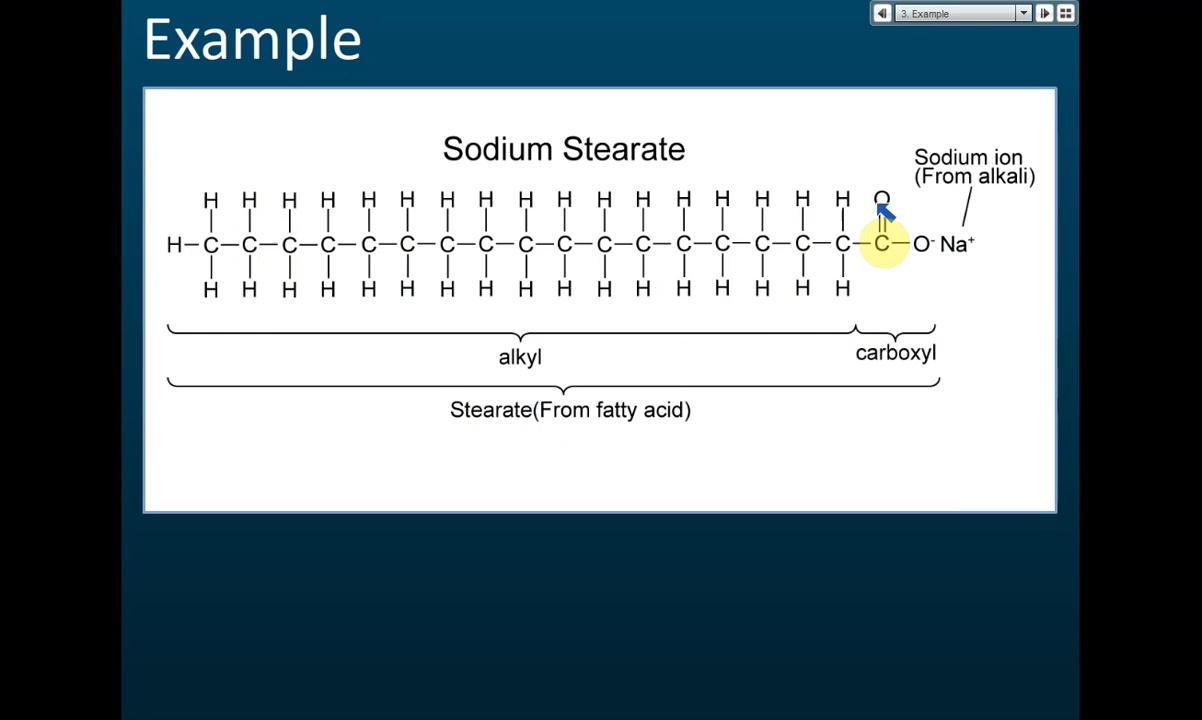 3. Example
Example
Sodium Stearate
Sodium ion
(From alkali)
H H H H H H H H H H H H H H H H H O
H-C-C-C-C-C-C-C-C-C-C-C-C-C-C-C-C-C-C-O⁻ Na⁺
H H H H H H H H H H H H H H H H H
alkyl
carboxyl
Stearate(From fatty acid)